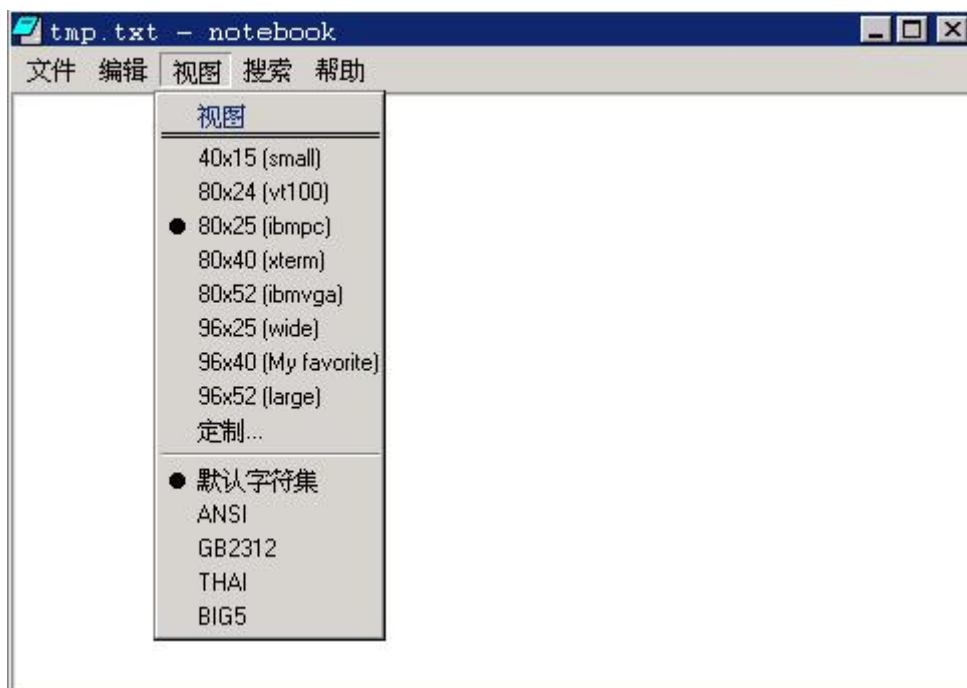 tmp.txt - notebook
文件 编辑 视图 搜索 帮助
视图
40x15 (small)
80x24 (vt100)
80x25 (ibmpc)
80x40 (xterm)
80x52 (ibmvga)
96x25 (wide)
96x40 (My favorite)
96x52 (large)
定制...
默认字符集
ANSI
GB2312
THAI
BIG5